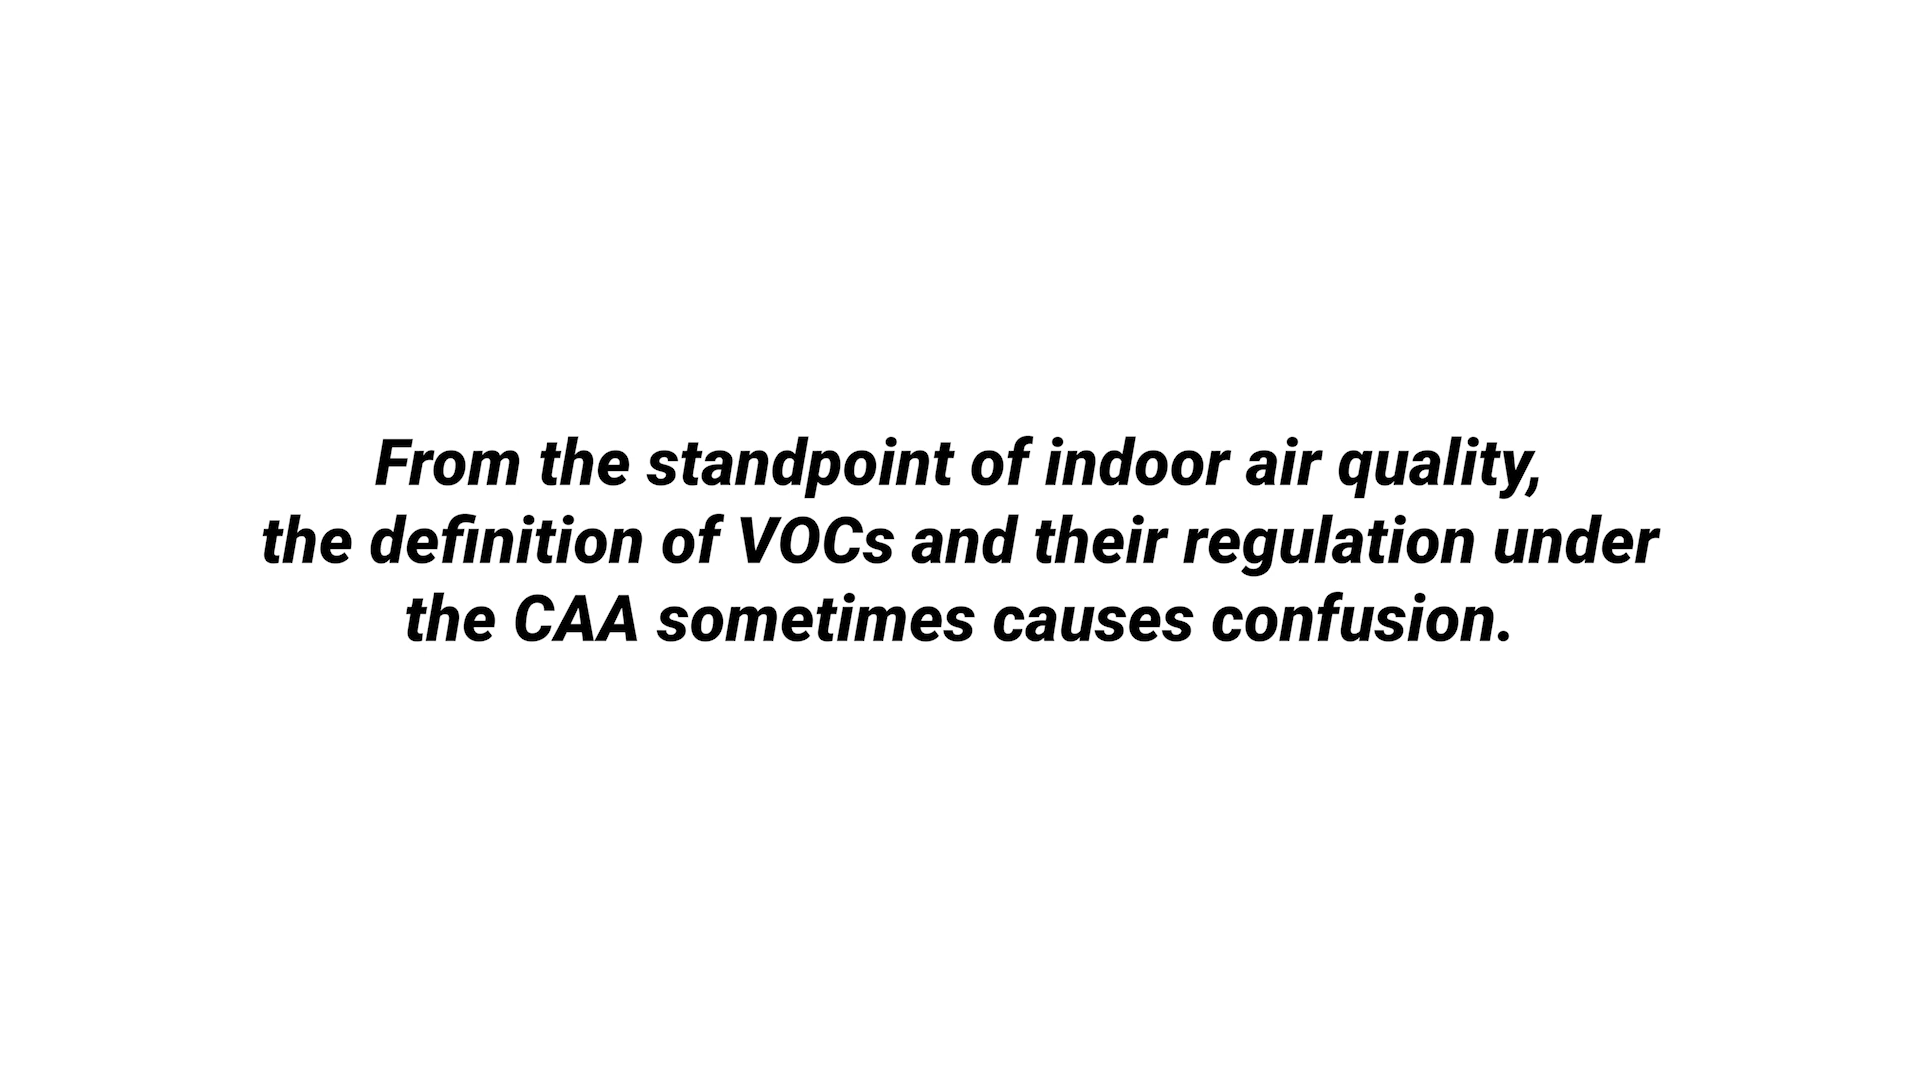 From the standpoint of indoor air quality,
the definition of VOCs and their regulation under
the CAA sometimes causes confusion.